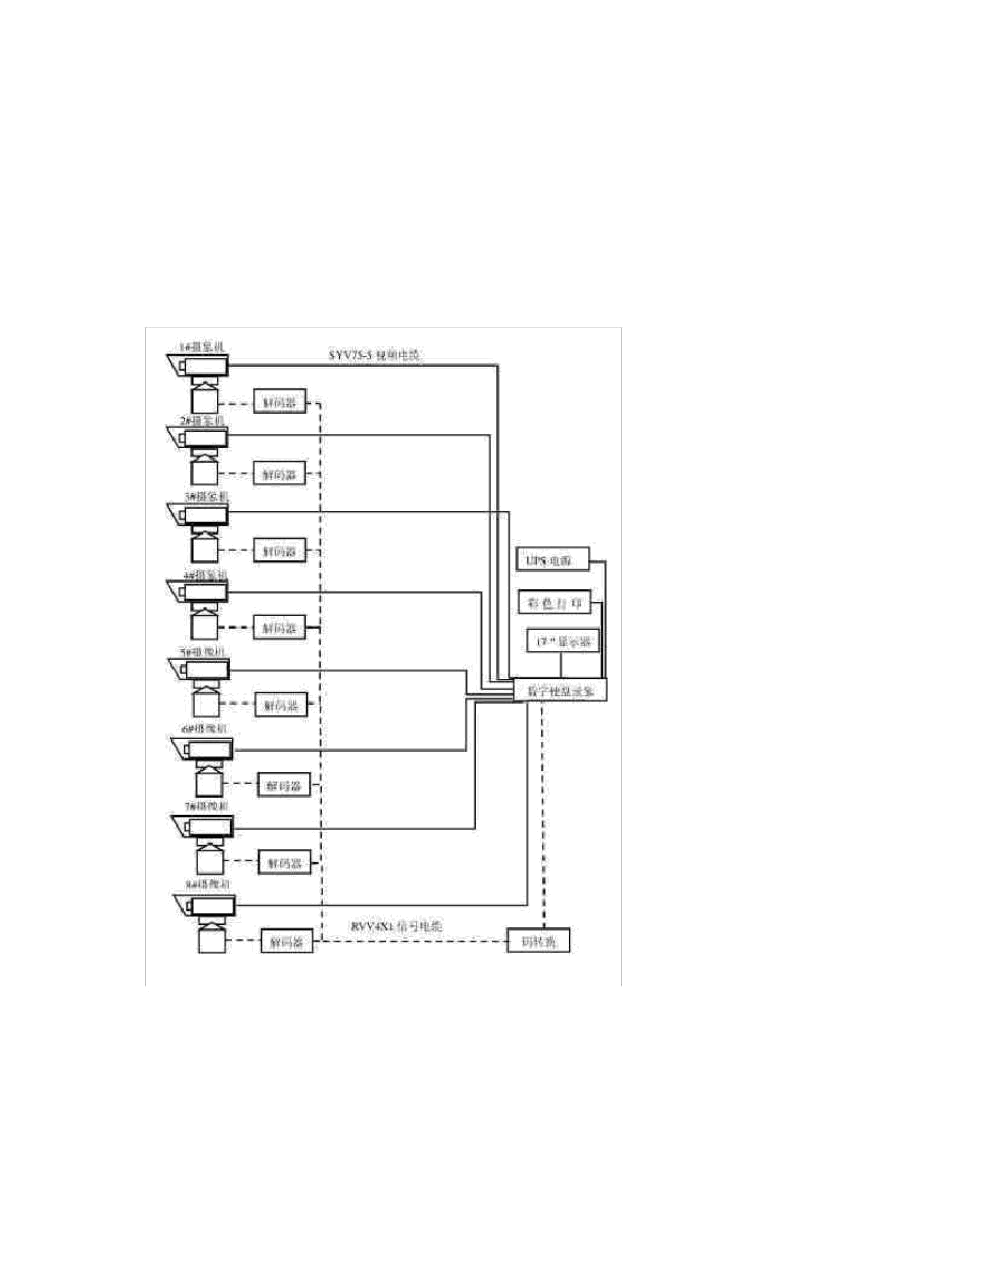 1#摄象机
SYV75-5 视频电缆
解码器
2#摄象机
解码器
3#摄象机
解码器
4#摄象机
解码器
5#摄像机
解码器
6#摄像机
解码器
7#摄像机
解码器
8#摄像机
解码器
RVV4X1 信号电缆
UPS 电源
彩 色 打 印
显示器
数字硬盘录象
码转换